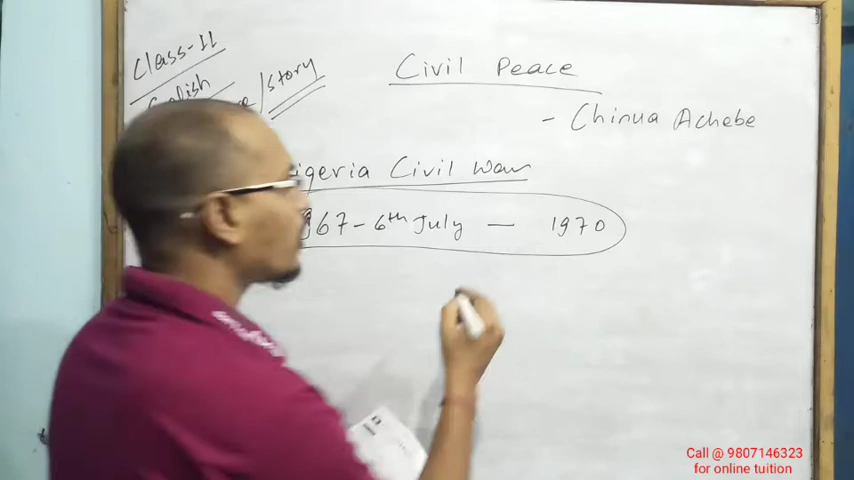 Class-11
English
/story
Civil Peace
- Chinua Achebe
igeria Civil War
967-6th July — 1970
Call @ 9807146323
for online tuition